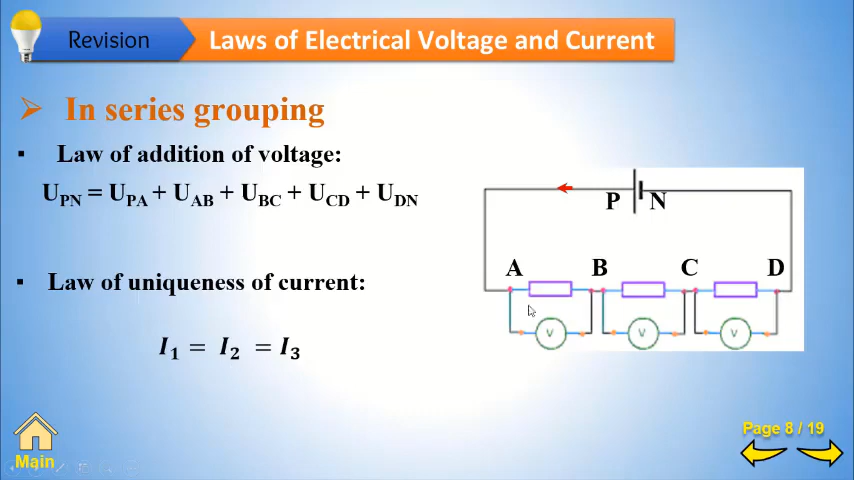 Revision
Laws of Electrical Voltage and Current
➢ In series grouping
▪ Law of addition of voltage:
U_PN = U_PA + U_AB + U_BC + U_CD + U_DN
▪ Law of uniqueness of current:
I₁ = I₂ = I₃
P N
A B C D
V V V
Page 8 / 19
Main